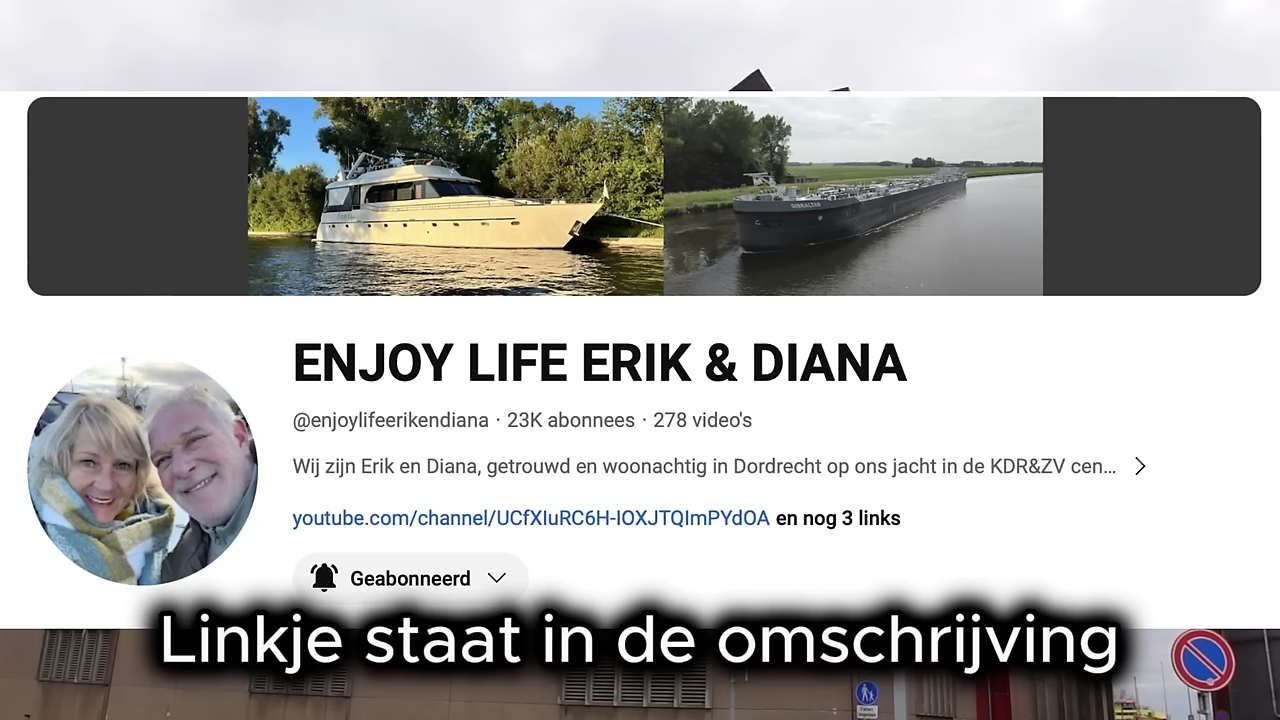 GIBRALTAR
ENJOY LIFE ERIK & DIANA
@enjoylifeerikendiana · 23K abonnees · 278 video's
Wij zijn Erik en Diana, getrouwd en woonachtig in Dordrecht op ons jacht in de KDR&ZV cen...
youtube.com/channel/UCfXIuRC6H-IOXJTQImPYdOA en nog 3 links
Geabonneerd
Linkje staat in de omschrijving